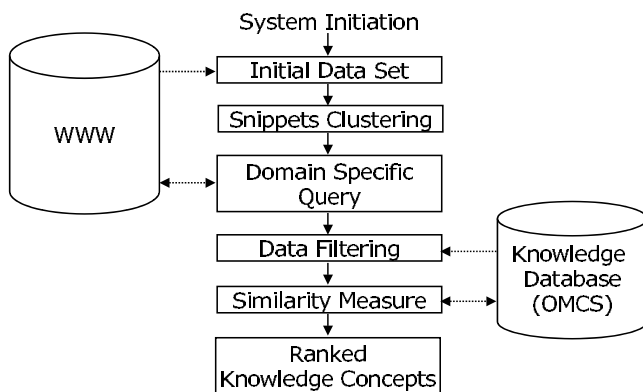 System Initiation
Initial Data Set
Snippets Clustering
WWW
Domain Specific
Query
Data Filtering
Knowledge
Database
(OMCS)
Similarity Measure
Ranked
Knowledge Concepts